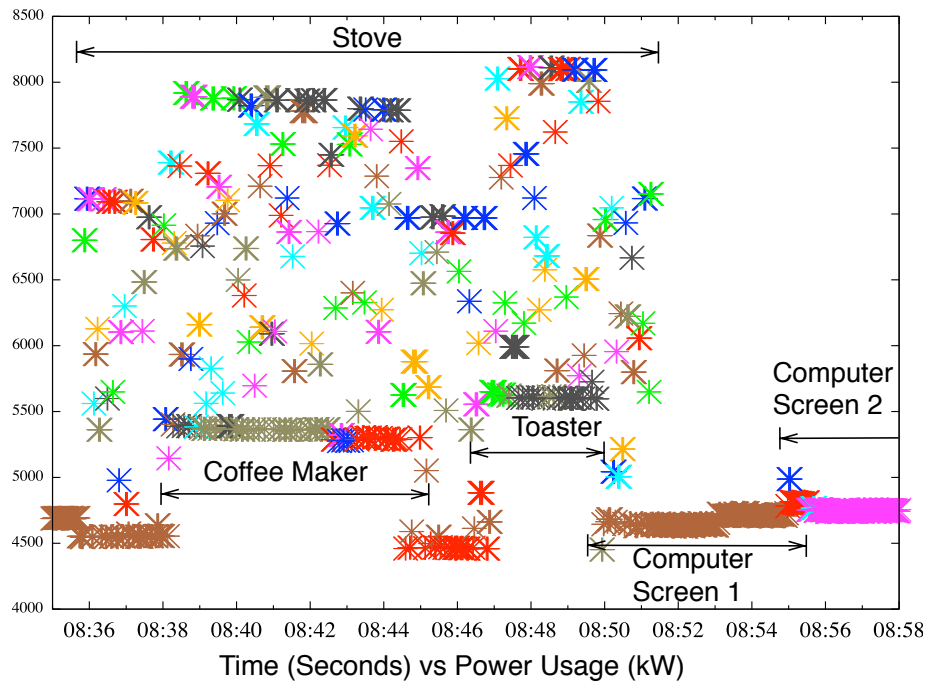 8500
8000
7500
7000
6500
6000
5500
5000
4500
4000
Stove
Coffee Maker
Toaster
Computer
Screen 2
Computer
Screen 1
08:36 08:38 08:40 08:42 08:44 08:46 08:48 08:50 08:52 08:54 08:56 08:58
Time (Seconds) vs Power Usage (kW)